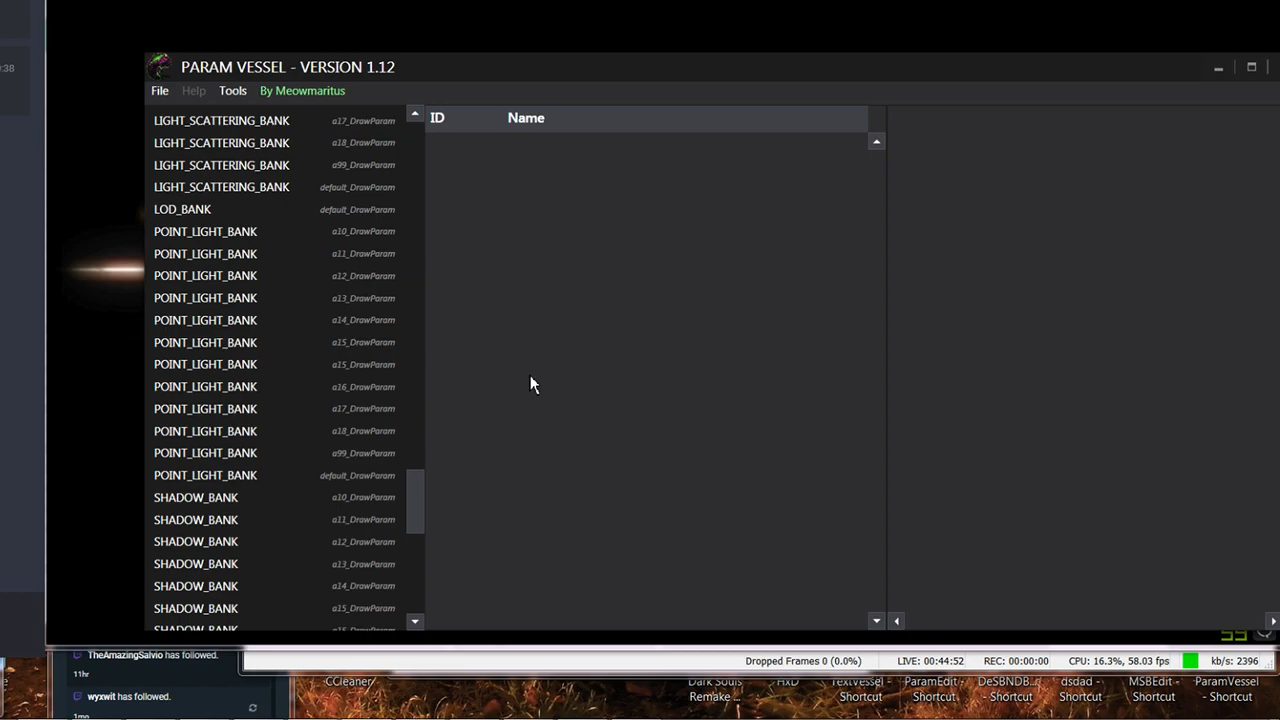 :38
PARAM VESSEL - VERSION 1.12
File Help Tools By Meowmaritus
ID Name
LIGHT_SCATTERING_BANK a17_DrawParam
LIGHT_SCATTERING_BANK a18_DrawParam
LIGHT_SCATTERING_BANK a99_DrawParam
LIGHT_SCATTERING_BANK default_DrawParam
LOD_BANK default_DrawParam
POINT_LIGHT_BANK a10_DrawParam
POINT_LIGHT_BANK a11_DrawParam
POINT_LIGHT_BANK a12_DrawParam
POINT_LIGHT_BANK a13_DrawParam
POINT_LIGHT_BANK a14_DrawParam
POINT_LIGHT_BANK a15_DrawParam
POINT_LIGHT_BANK a15_DrawParam
POINT_LIGHT_BANK a16_DrawParam
POINT_LIGHT_BANK a17_DrawParam
POINT_LIGHT_BANK a18_DrawParam
POINT_LIGHT_BANK a99_DrawParam
POINT_LIGHT_BANK default_DrawParam
SHADOW_BANK a10_DrawParam
SHADOW_BANK a11_DrawParam
SHADOW_BANK a12_DrawParam
SHADOW_BANK a13_DrawParam
SHADOW_BANK a14_DrawParam
SHADOW_BANK a15_DrawParam
SHADOW_BANK a16_DrawParam
TheAmazingSalvio has followed.
11hr
wyxwit has followed.
1mo
Dropped Frames 0 (0.0%) LIVE: 00:44:52 REC: 00:00:00 CPU: 16.3%, 58.03 fps kb/s: 2396
CCleaner
Dark Souls Remake ...
HxD
TextVessel - Shortcut
ParamEdit - Shortcut
DeSBNDB... - Shortcut
dsdad - Shortcut
MSBEdit - Shortcut
ParamVessel - Shortcut